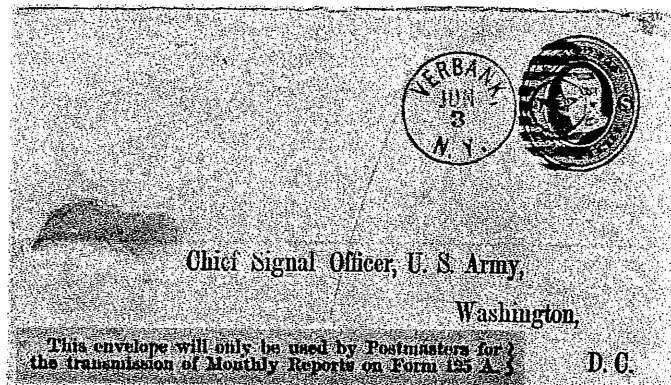 VERBANK,
JUN
3
N. Y.
Chief Signal Officer, U. S. Army,
Washington,
D. C.
This envelope will only be used by Postmasters for
the transmission of Monthly Reports on Form 125 A.